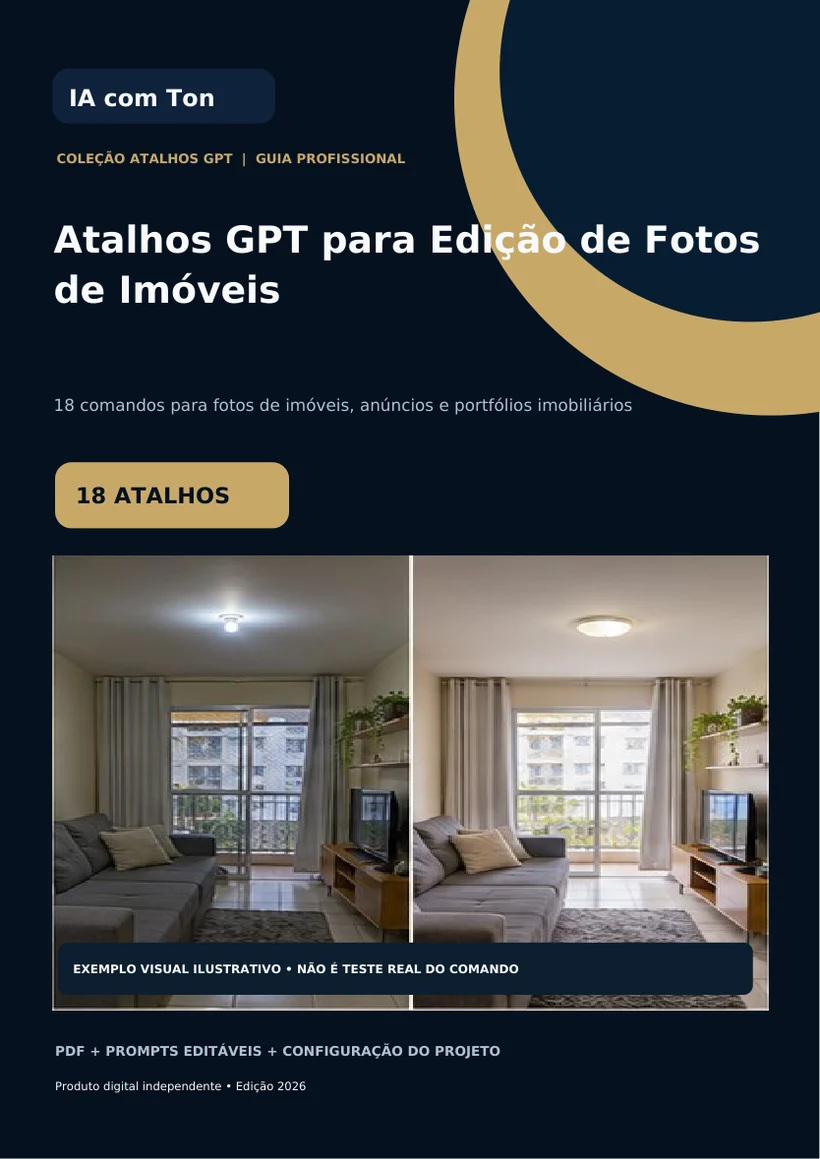 IA com Ton
COLEÇÃO ATALHOS GPT | GUIA PROFISSIONAL
Atalhos GPT para Edição de Fotos
de Imóveis
18 comandos para fotos de imóveis, anúncios e portfólios imobiliários
18 ATALHOS
EXEMPLO VISUAL ILUSTRATIVO • NÃO É TESTE REAL DO COMANDO
PDF + PROMPTS EDITÁVEIS + CONFIGURAÇÃO DO PROJETO
Produto digital independente • Edição 2026